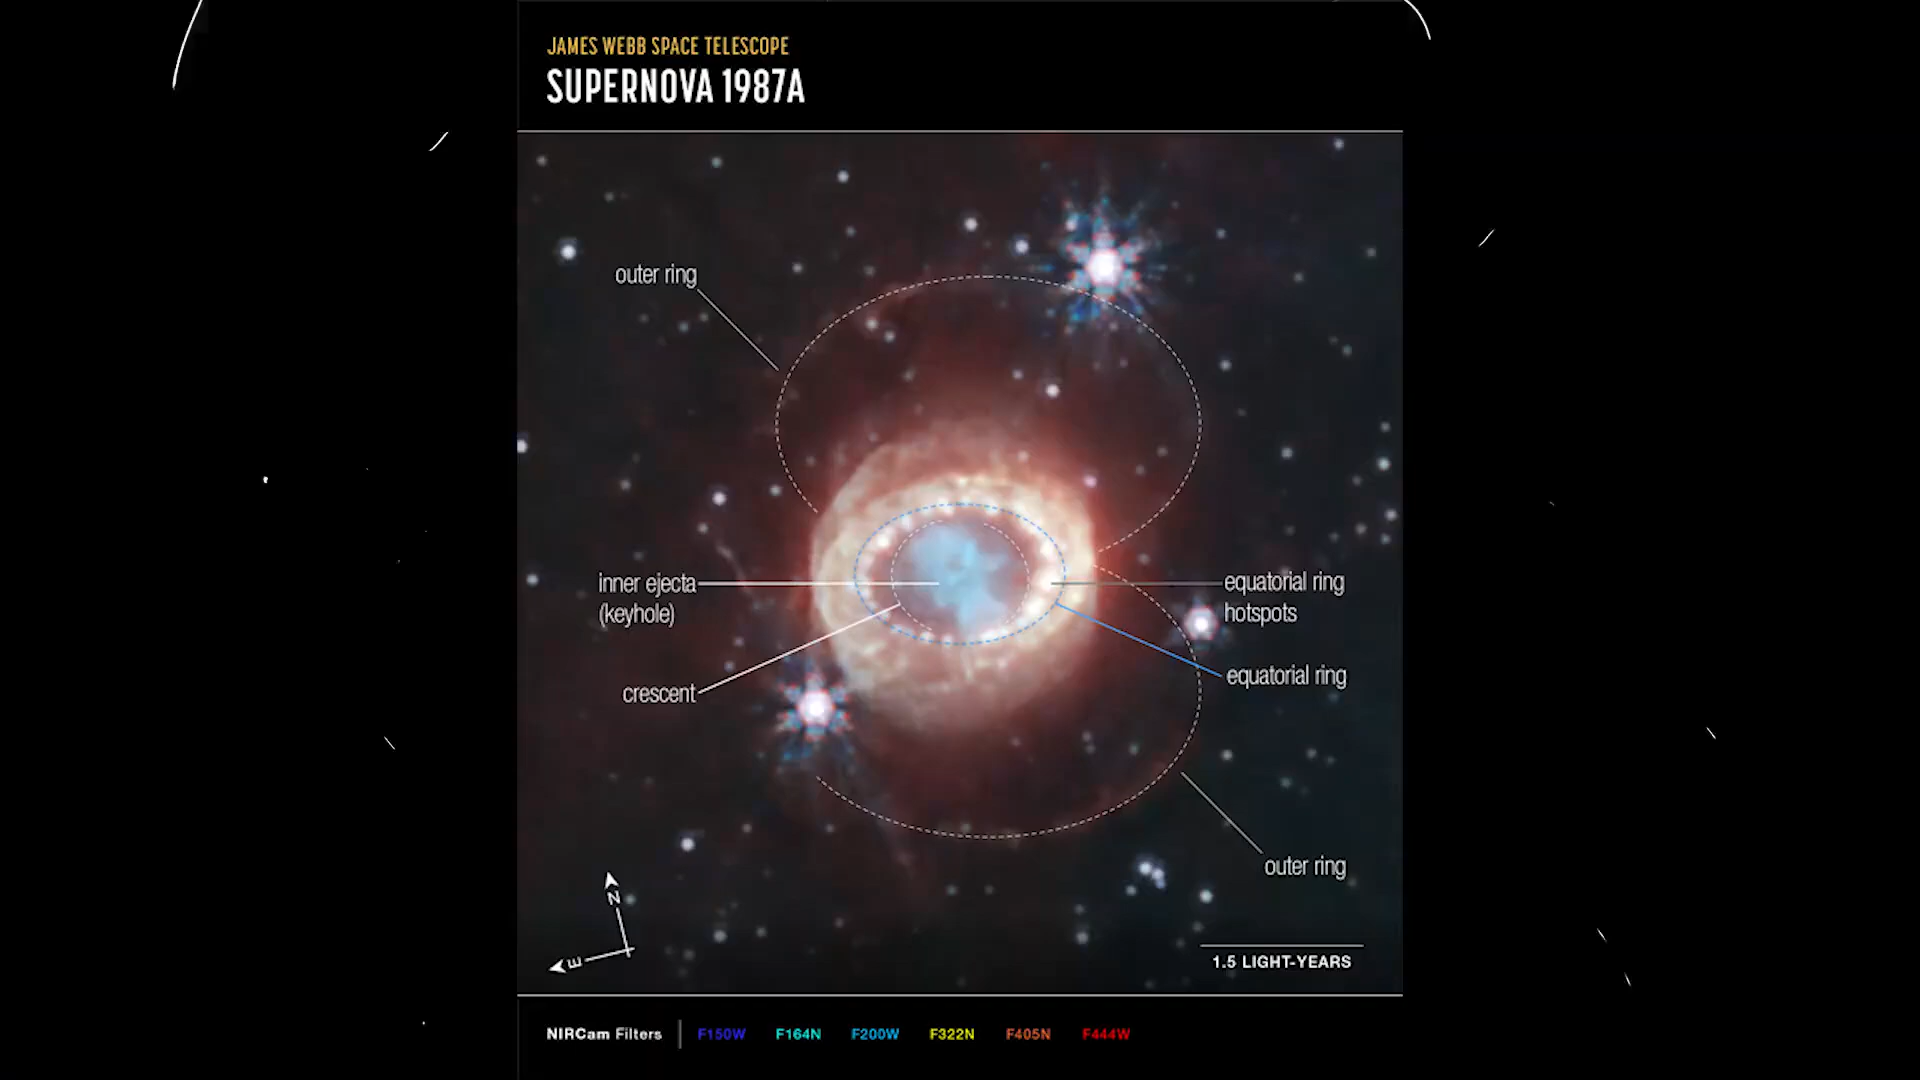 JAMES WEBB SPACE TELESCOPE
SUPERNOVA 1987A
outer ring
inner ejecta
(keyhole)
crescent
equatorial ring
hotspots
equatorial ring
outer ring
N
E
1.5 LIGHT-YEARS
NIRCam Filters F150W F164N F200W F322N F405N F444W